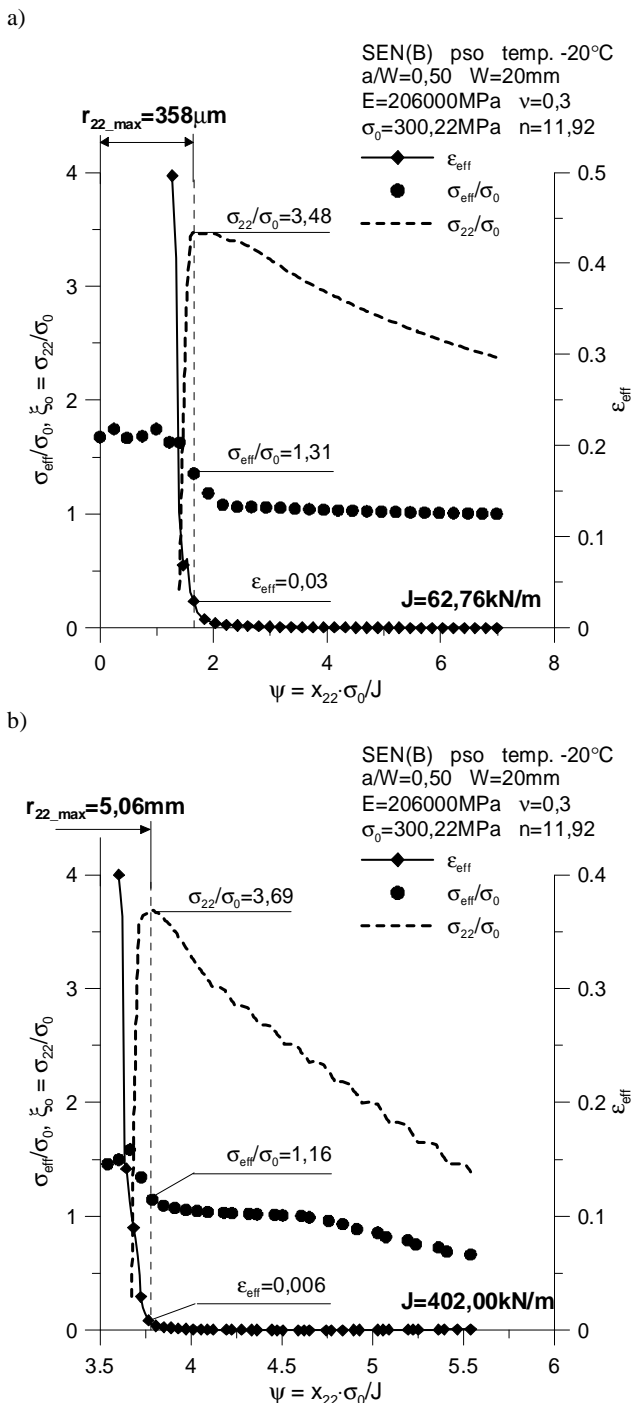 a)
SEN(B) pso temp. -20°C
a/W=0,50 W=20mm
E=206000MPa ν=0,3
σ0=300,22MPa n=11,92
r22_max=358μm
εeff
σeff/σ0
σ22/σ0
4
3
2
1
0
0.5
0.4
0.3
0.2
0.1
0
σ22/σ0=3,48
σeff/σ0=1,31
εeff=0,03
J=62,76kN/m
σeff/σ0, ξo = σ22/σ0
εeff
0
2
4
6
8
ψ = x22·σ0/J
b)
SEN(B) pso temp. -20°C
a/W=0,50 W=20mm
E=206000MPa ν=0,3
σ0=300,22MPa n=11,92
r22_max=5,06mm
εeff
σeff/σ0
σ22/σ0
4
3
2
1
0
0.4
0.3
0.2
0.1
0
σ22/σ0=3,69
σeff/σ0=1,16
εeff=0,006
J=402,00kN/m
σeff/σ0, ξo = σ22/σ0
εeff
3.5
4
4.5
5
5.5
6
ψ = x22·σ0/J